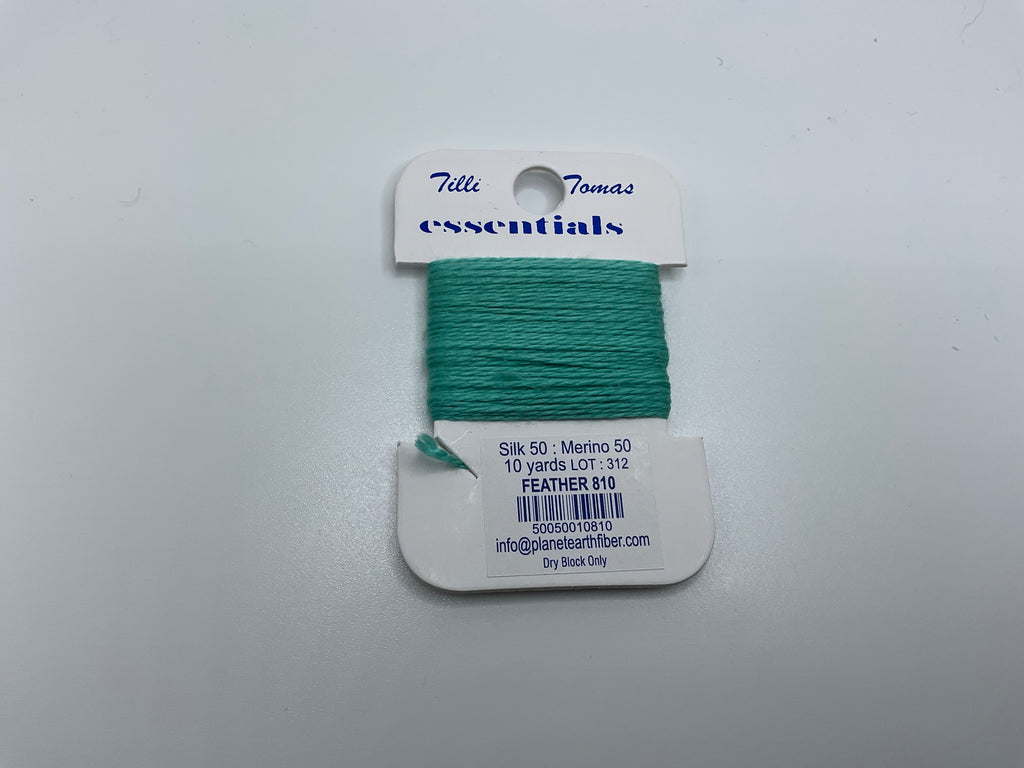 Tilli Tomas
essentials
Silk 50 : Merino 50
10 yards LOT : 312
FEATHER 810
50050010810
info@planetearthfiber.com
Dry Block Only